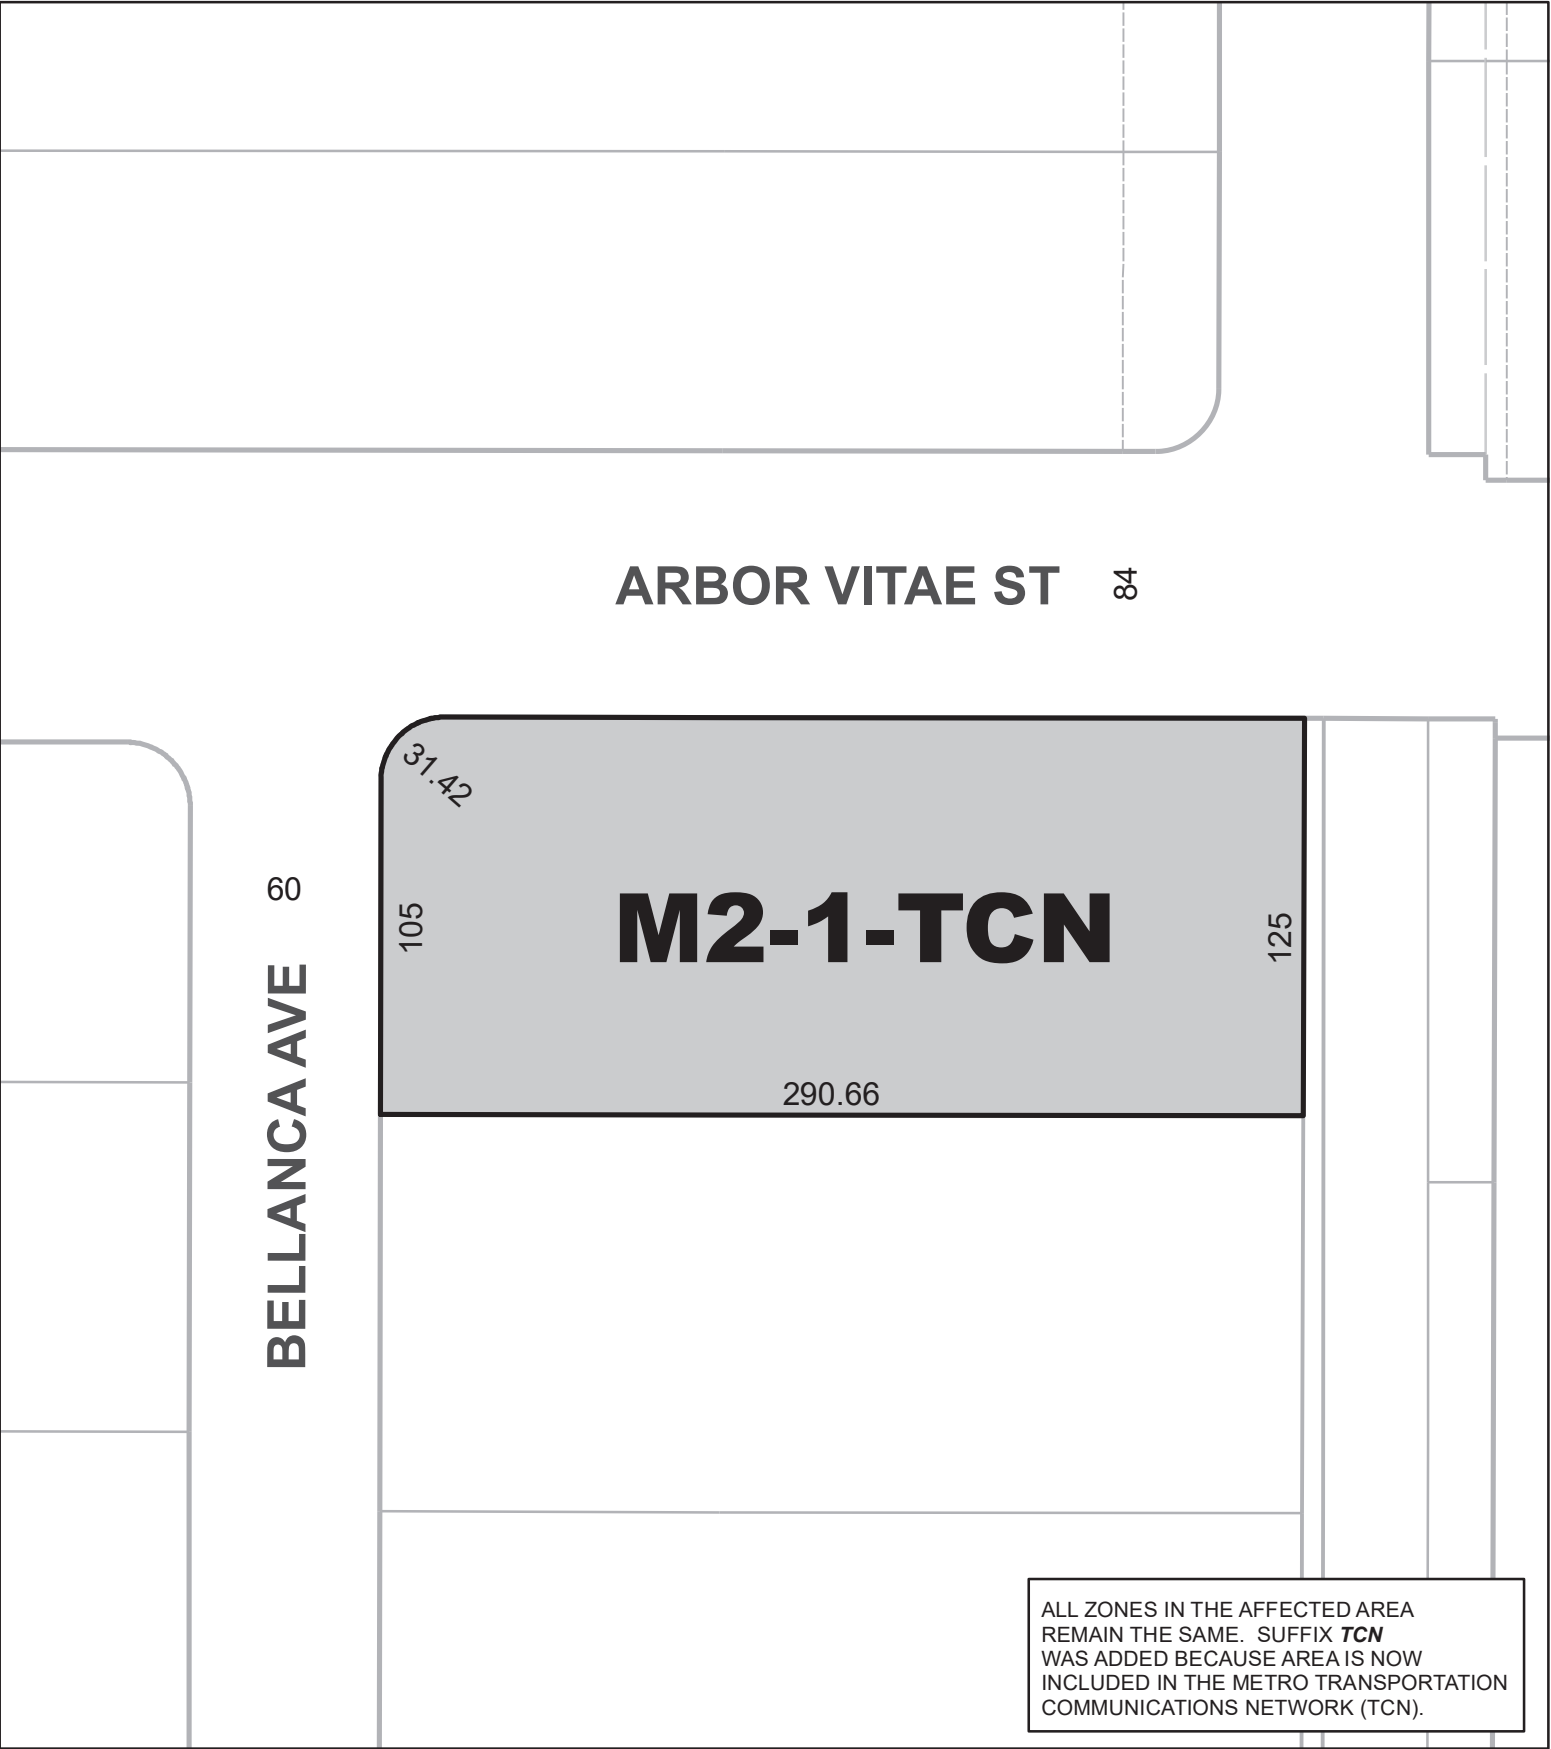 ARBOR VITAE ST
84
31.42
60
105
M2-1-TCN
125
BELLANCA AVE
290.66
ALL ZONES IN THE AFFECTED AREA
REMAIN THE SAME. SUFFIX TCN
WAS ADDED BECAUSE AREA IS NOW
INCLUDED IN THE METRO TRANSPORTATION
COMMUNICATIONS NETWORK (TCN).